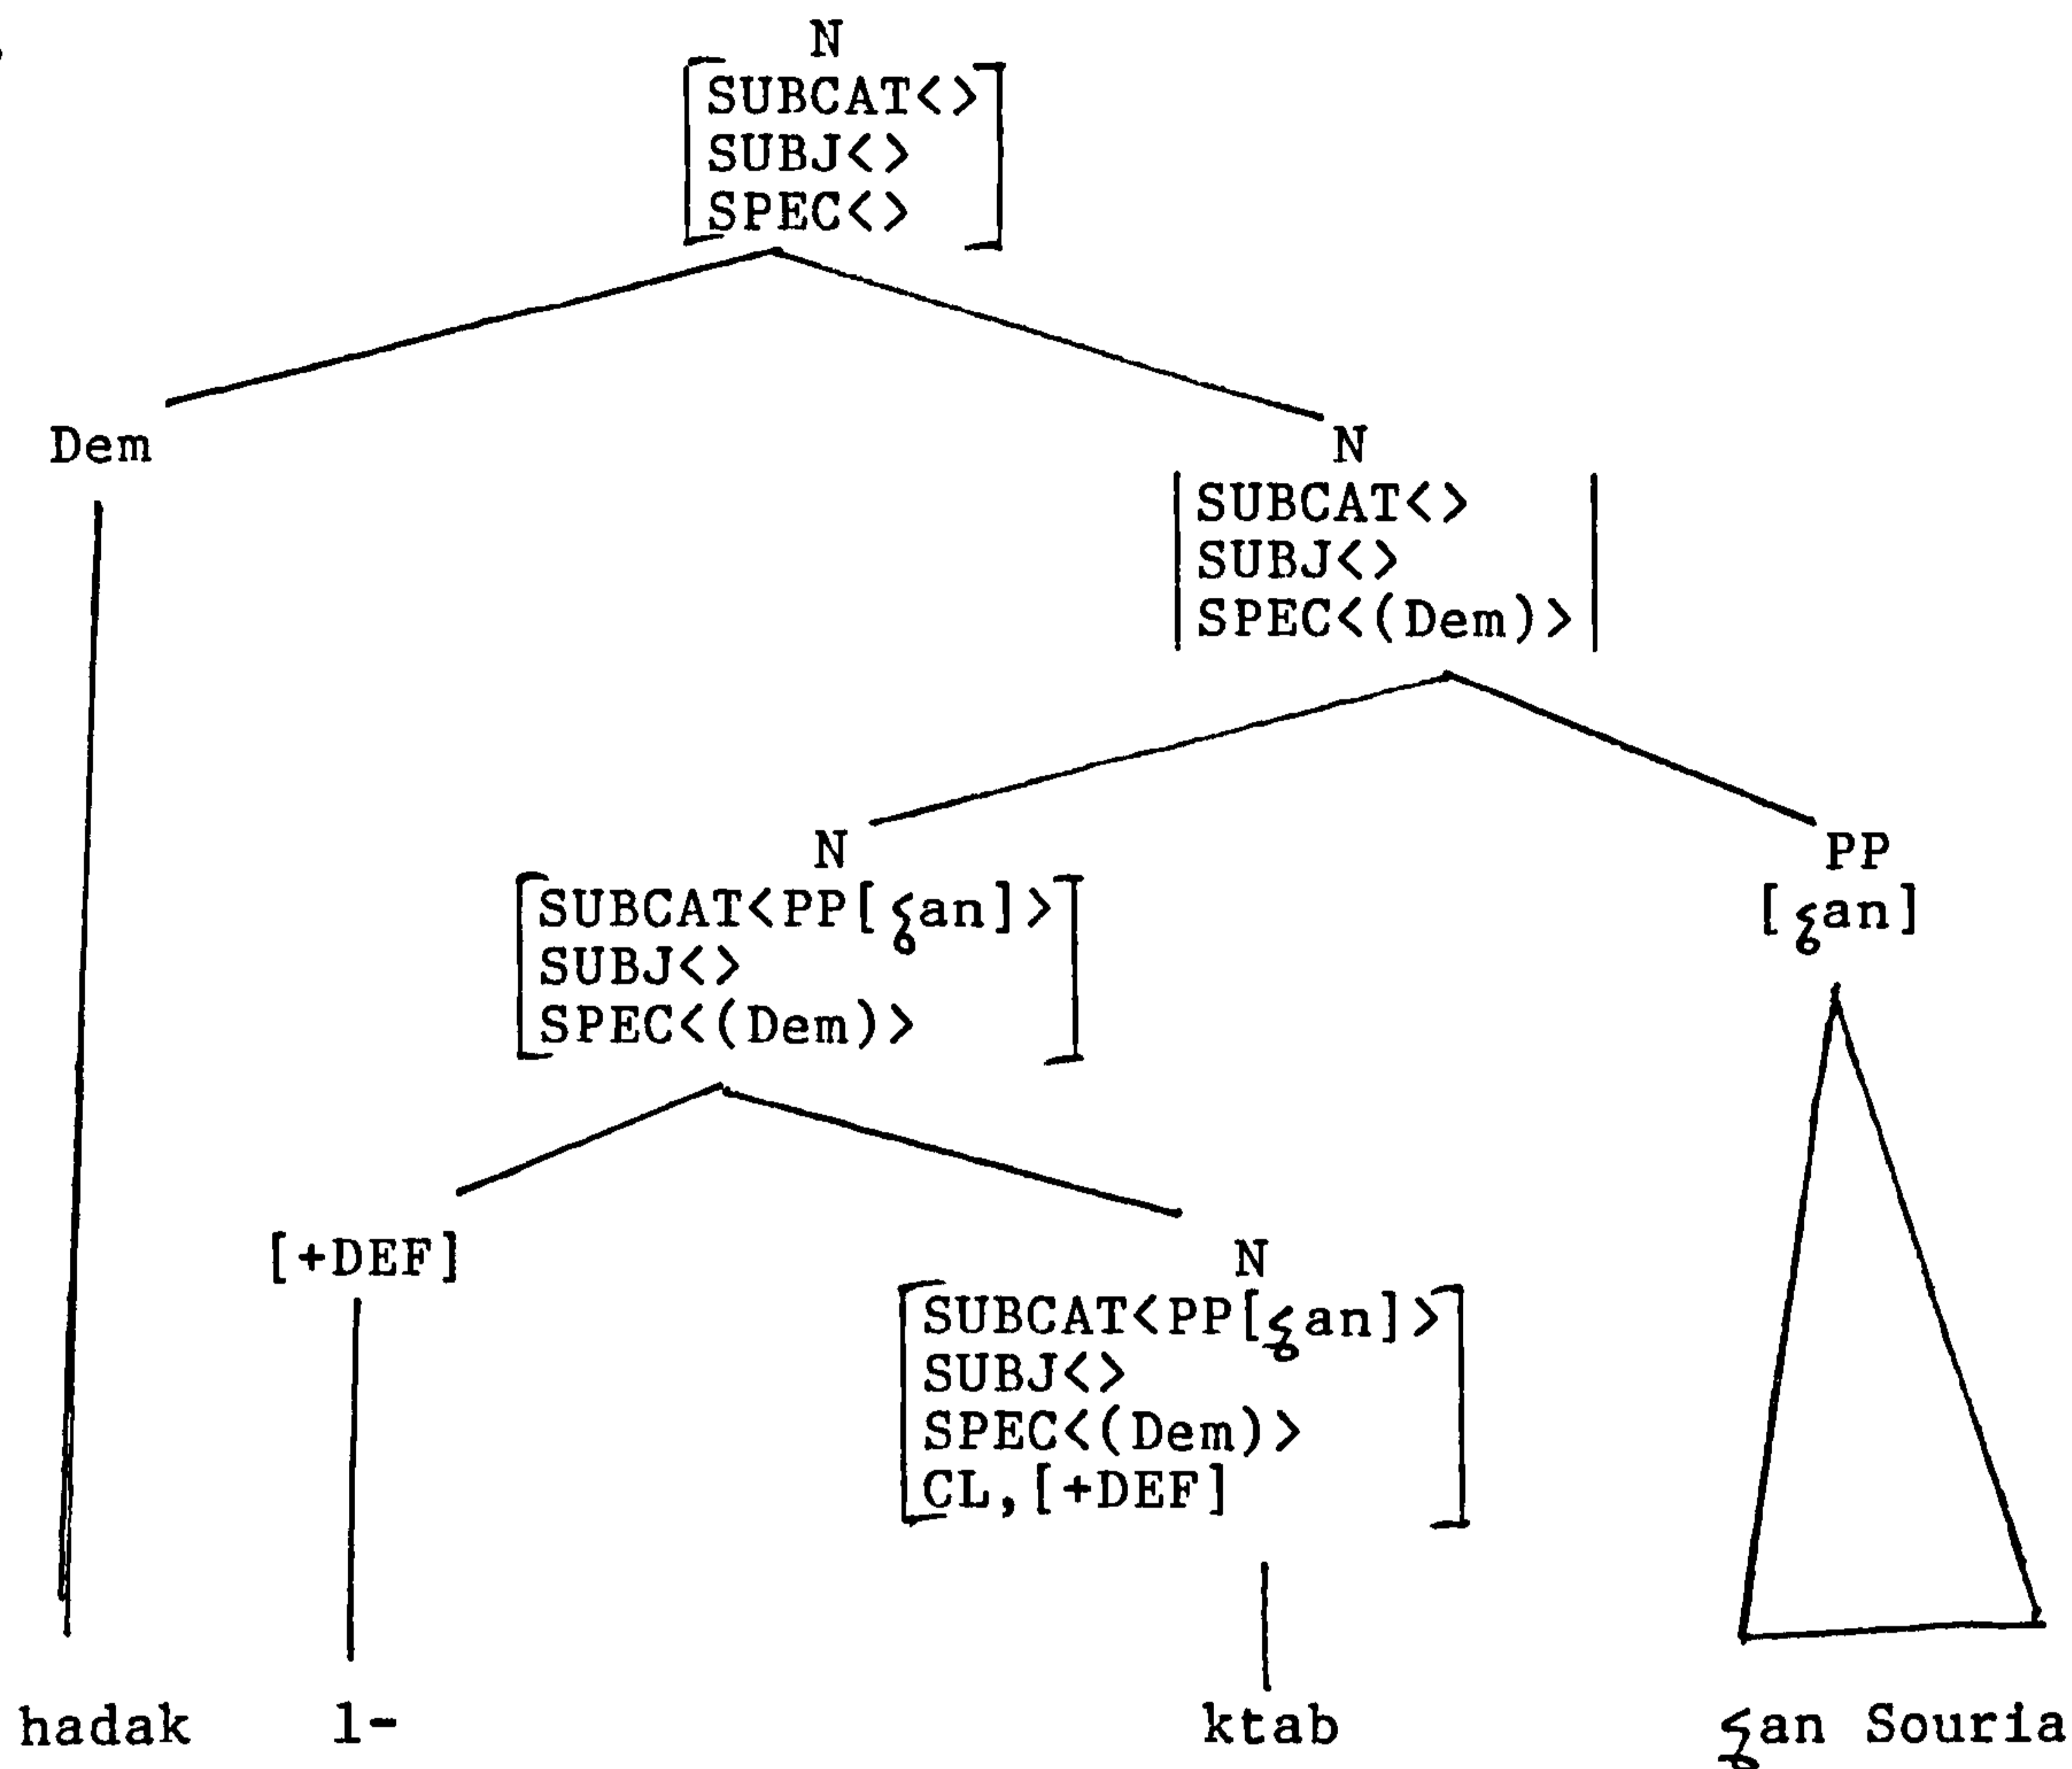 N
SUBCAT<>
SUBJ<>
SPEC<>
Dem
N
SUBCAT<>
SUBJ<>
SPEC<(Dem)>
N
SUBCAT<PP[ʕan]>
SUBJ<>
SPEC<(Dem)>
PP
[ʕan]
[+DEF]
N
SUBCAT<PP[ʕan]>
SUBJ<>
SPEC<(Dem)>
CL,[+DEF]
hadak l- ktab ʕan Souria